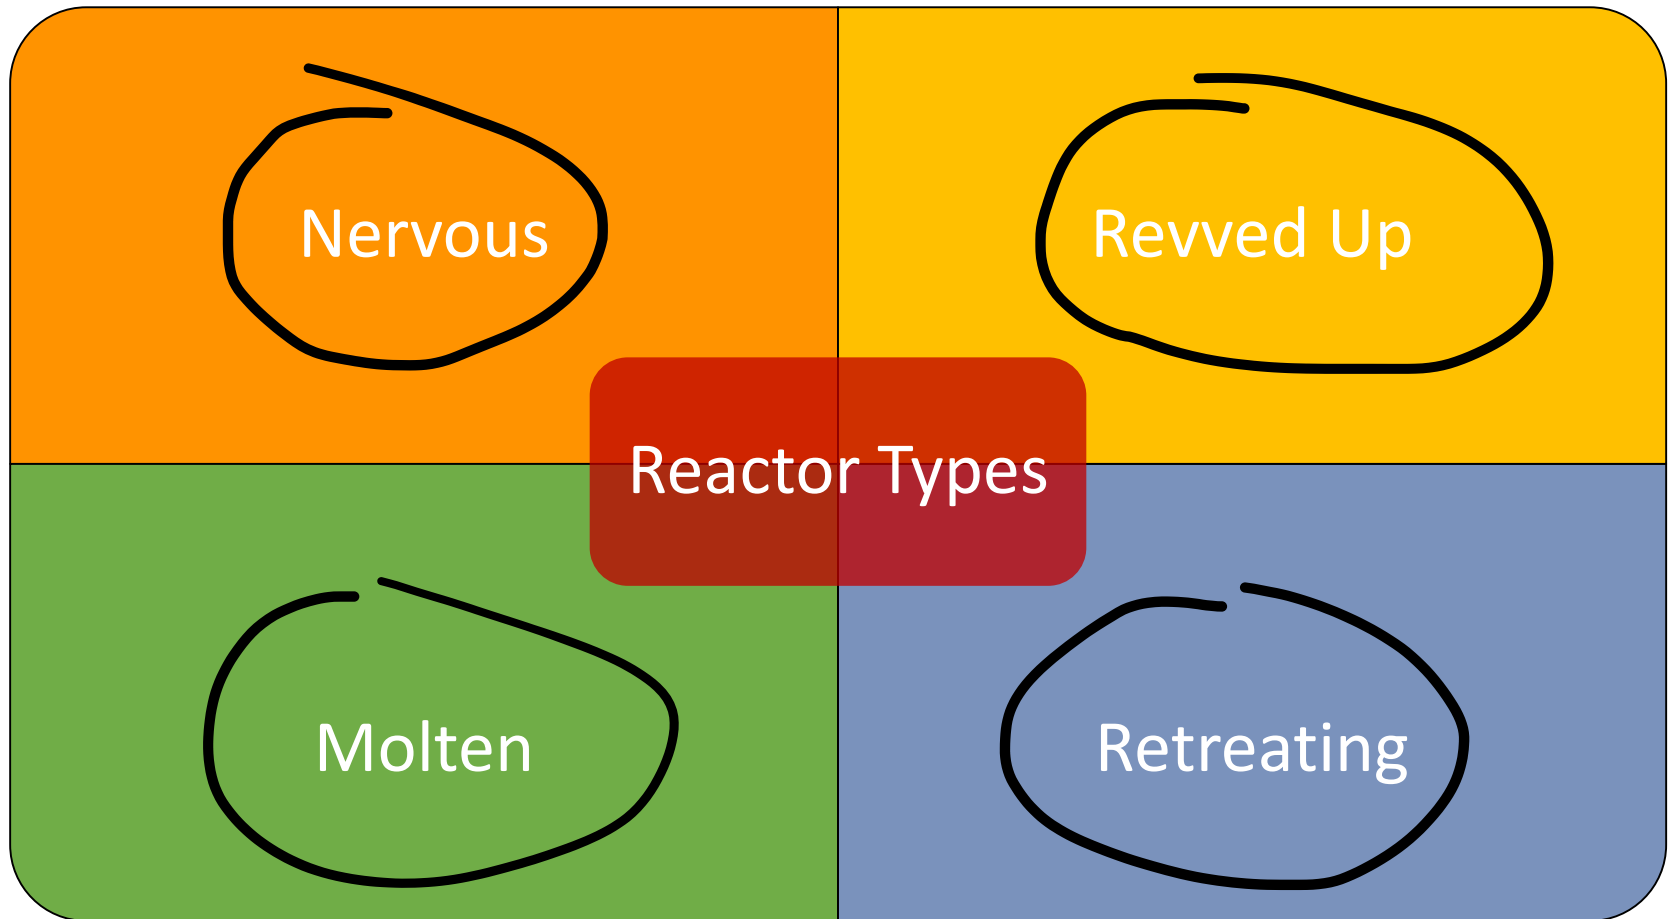 Nervous
Revved Up
Reactor Types
Molten
Retreating